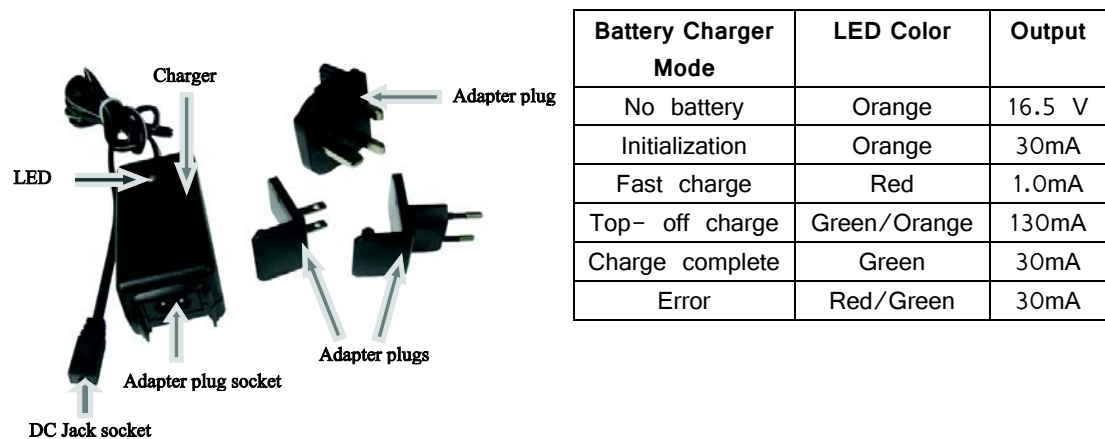 Charger
Adapter plug
LED
Adapter plugs
Adapter plug socket
DC Jack socket
Battery Charger Mode LED Color Output
No battery Orange 16.5 V
Initialization Orange 30mA
Fast charge Red 1.0mA
Top- off charge Green/Orange 130mA
Charge complete Green 30mA
Error Red/Green 30mA